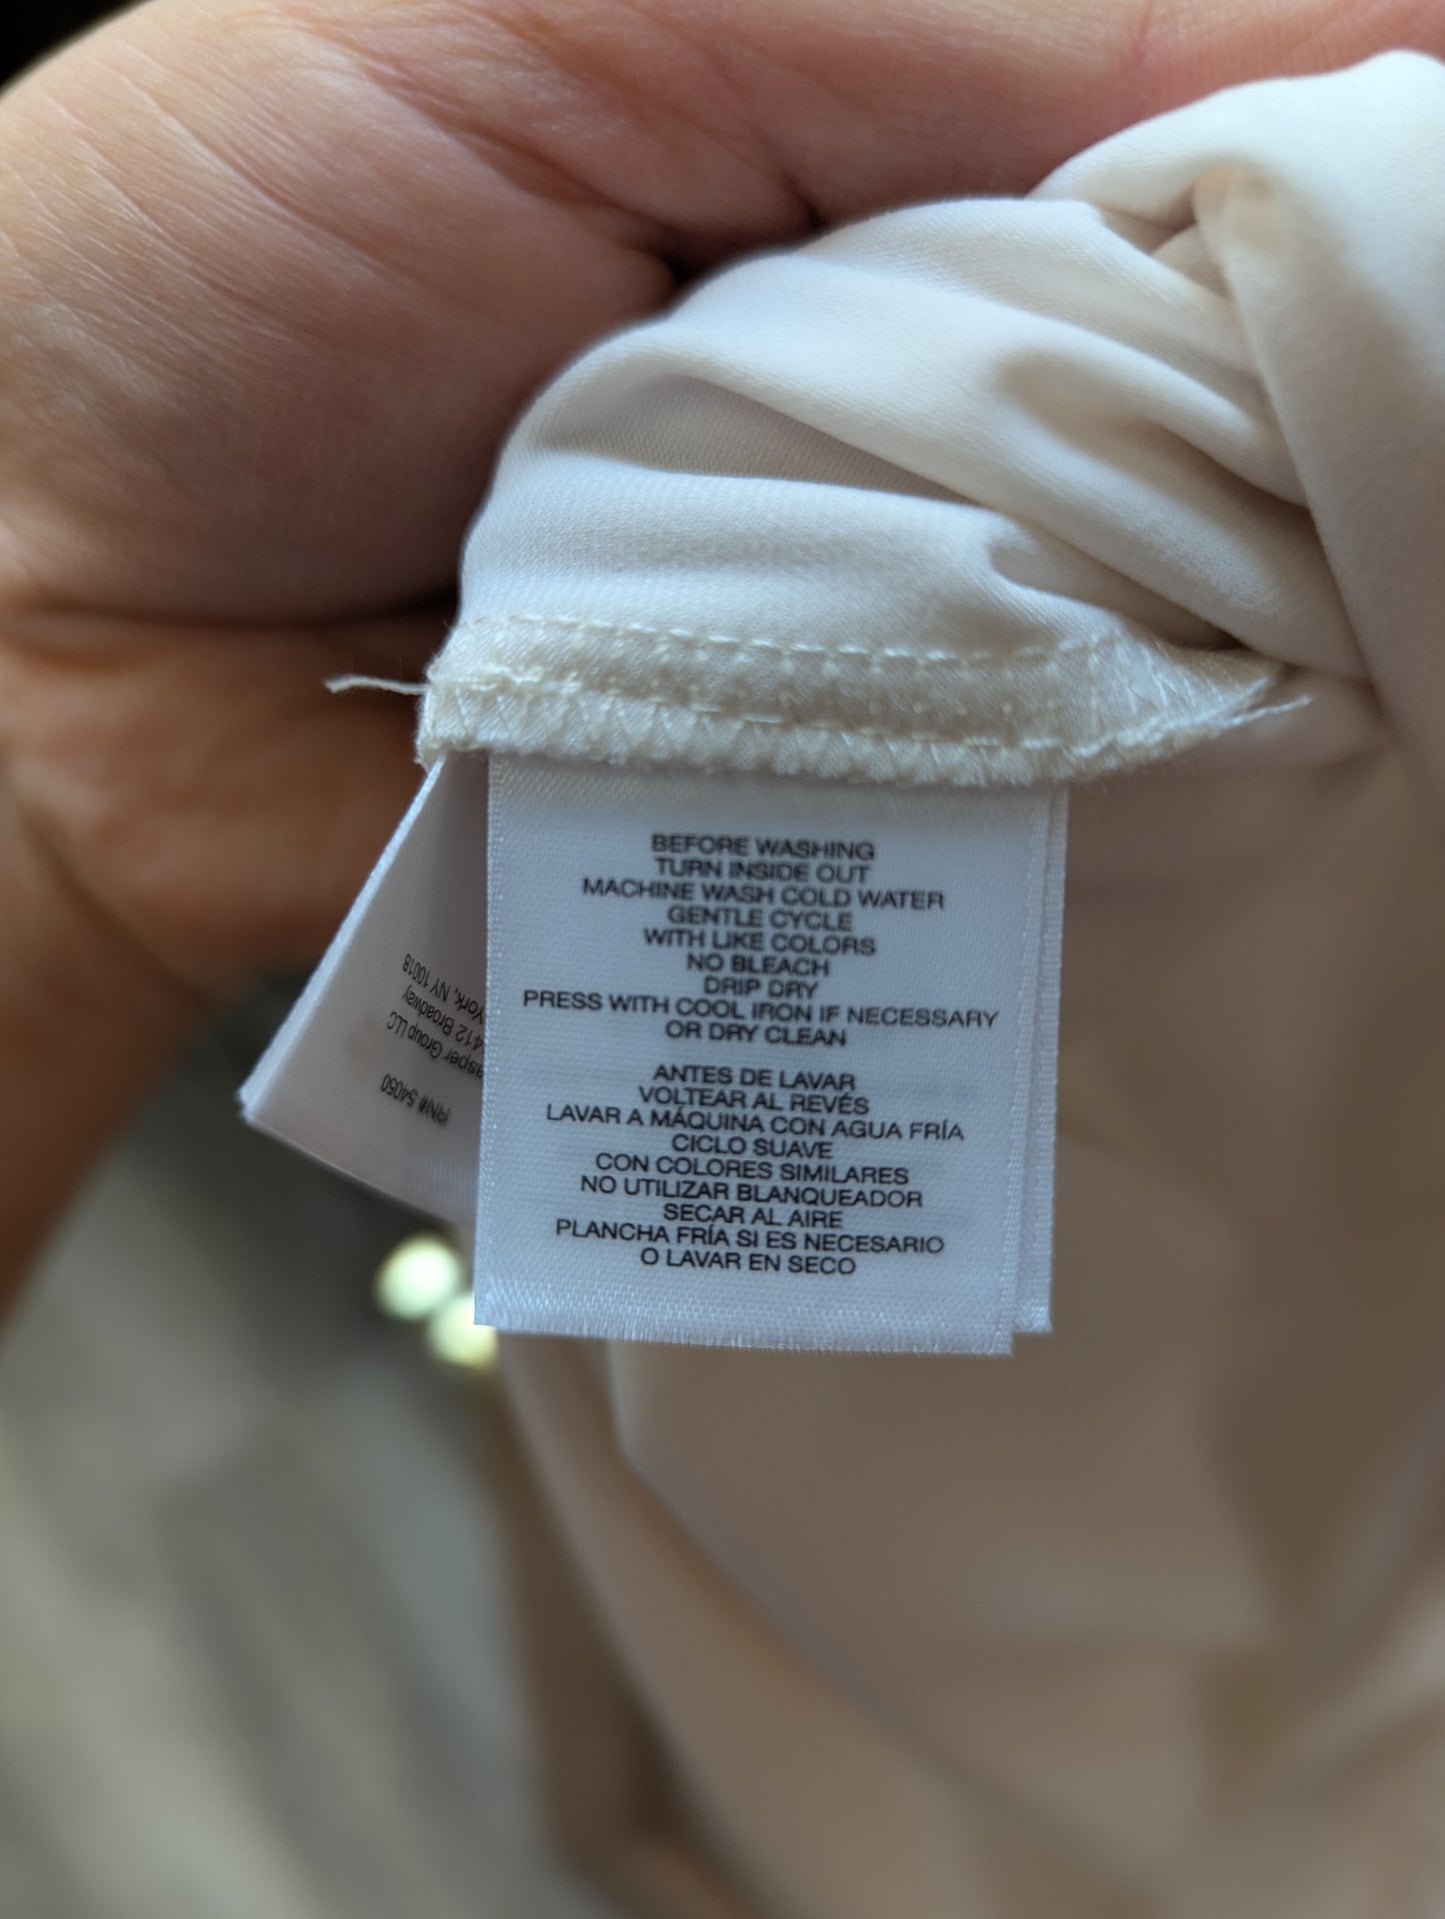 BEFORE WASHING
TURN INSIDE OUT
MACHINE WASH COLD WATER
GENTLE CYCLE
WITH LIKE COLORS
NO BLEACH
DRIP DRY
PRESS WITH COOL IRON IF NECESSARY
OR DRY CLEAN
ANTES DE LAVAR
VOLTEAR AL REVÉS
LAVAR A MÁQUINA CON AGUA FRÍA
CICLO SUAVE
CON COLORES SIMILARES
NO UTILIZAR BLANQUEADOR
SECAR AL AIRE
PLANCHA FRÍA SI ES NECESARIO
O LAVAR EN SECO
RN# 54050
asper Group LLC
412 Broadway
York, NY 10018